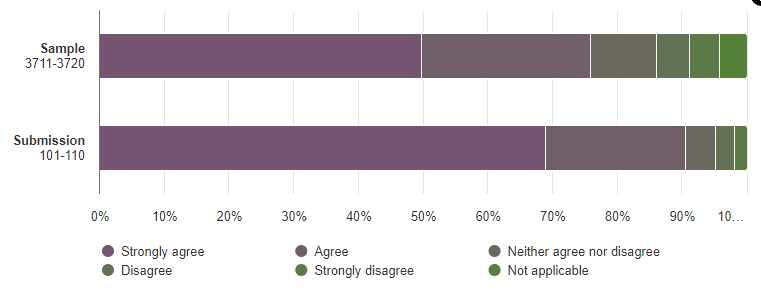 Sample
3711-3720
Submission
101-110
0% 10% 20% 30% 40% 50% 60% 70% 80% 90% 10...
Strongly agree Agree Neither agree nor disagree
Disagree Strongly disagree Not applicable